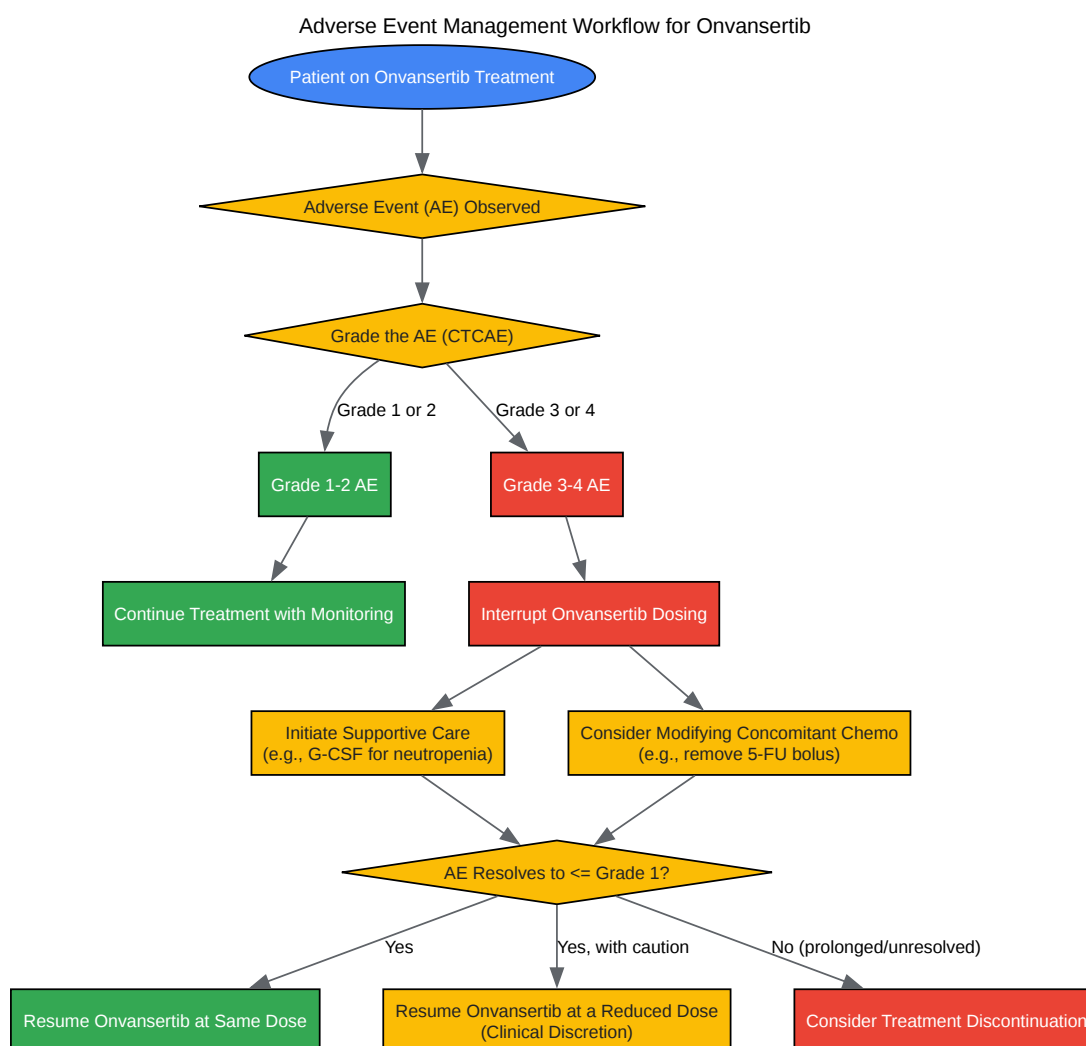 Adverse Event Management Workflow for Onvansertib
Patient on Onvansertib Treatment
Adverse Event (AE) Observed
Grade the AE (CTCAE)
Grade 1 or 2
Grade 3 or 4
Grade 1-2 AE
Grade 3-4 AE
Continue Treatment with Monitoring
Interrupt Onvansertib Dosing
Initiate Supportive Care
(e.g., G-CSF for neutropenia)
Consider Modifying Concomitant Chemo
(e.g., remove 5-FU bolus)
AE Resolves to <= Grade 1?
Yes
Yes, with caution
No (prolonged/unresolved)
Resume Onvansertib at Same Dose
Resume Onvansertib at a Reduced Dose
(Clinical Discretion)
Consider Treatment Discontinuation